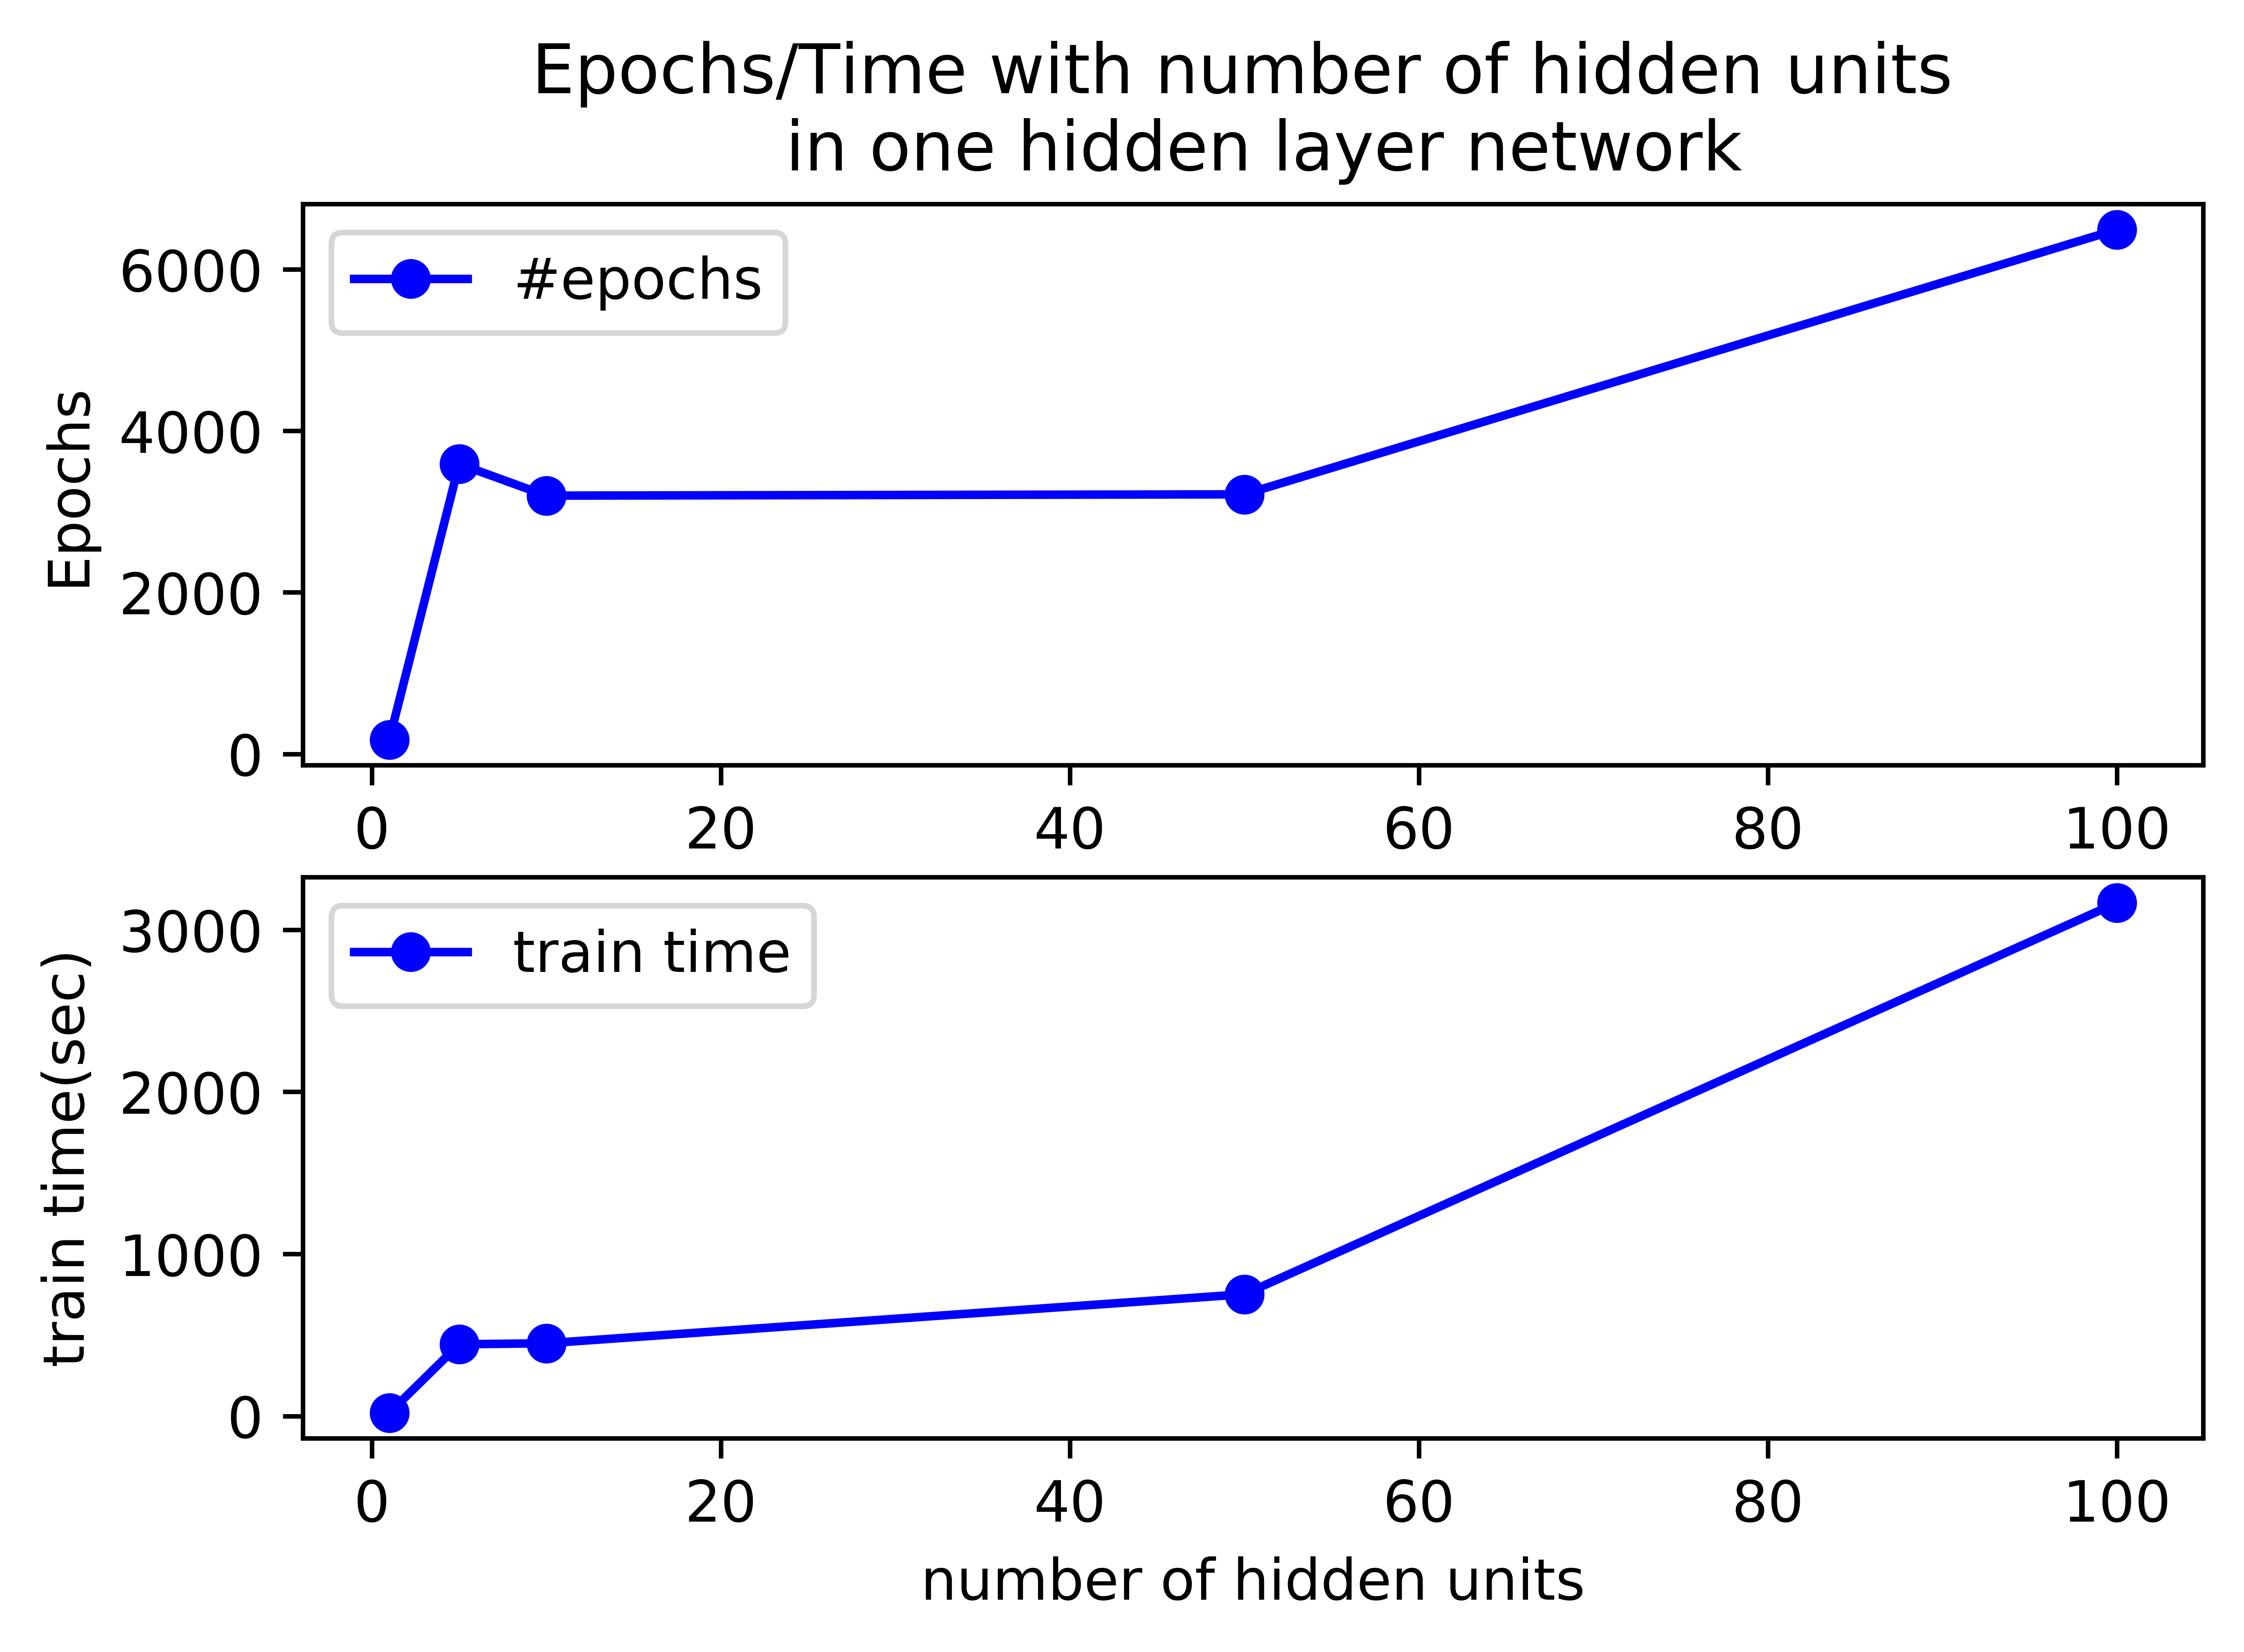 Epochs/Time with number of hidden units
in one hidden layer network
#epochs
Epochs
6000
4000
2000
0
0 20 40 60 80 100
train time
train time(sec)
3000
2000
1000
0
0 20 40 60 80 100
number of hidden units